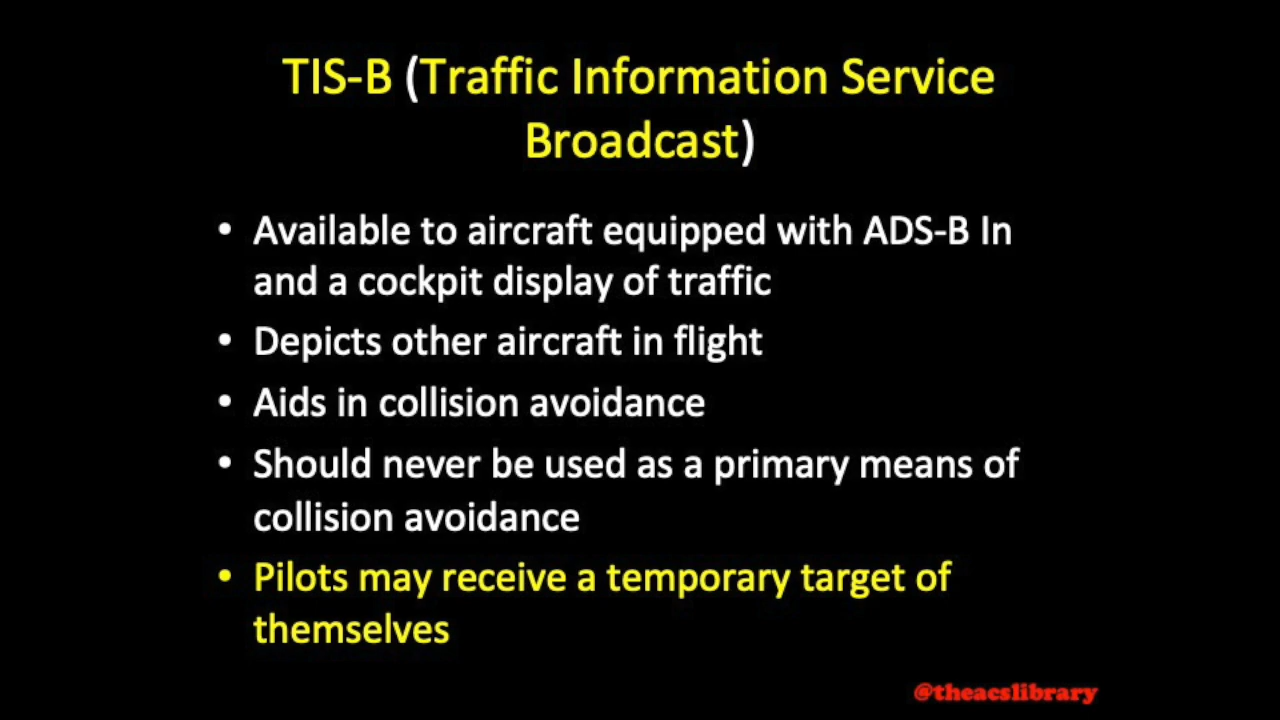 TIS-B (Traffic Information Service
Broadcast)
• Available to aircraft equipped with ADS-B In
and a cockpit display of traffic
• Depicts other aircraft in flight
• Aids in collision avoidance
• Should never be used as a primary means of
collision avoidance
• Pilots may receive a temporary target of
themselves
@theacslibrary